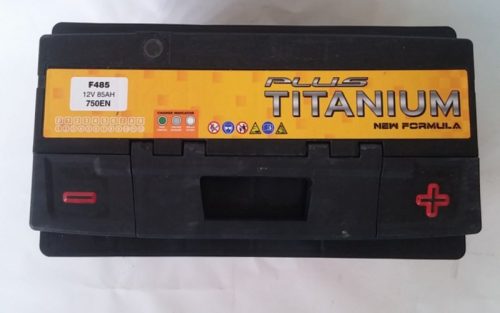 F485
12V 85AH
750EN
PLUS
TITANIUM
NEW FORMULA